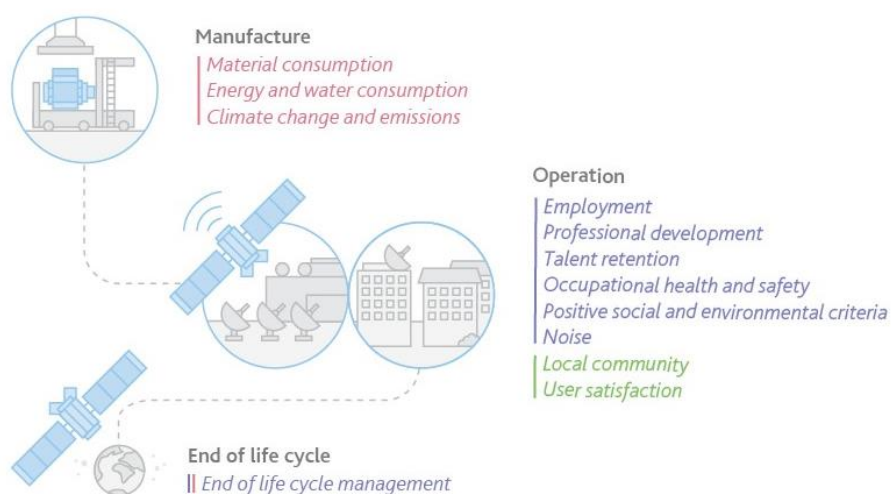 Manufacture
Material consumption
Energy and water consumption
Climate change and emissions
Operation
Employment
Professional development
Talent retention
Occupational health and safety
Positive social and environmental criteria
Noise
Local community
User satisfaction
End of life cycle
End of life cycle management